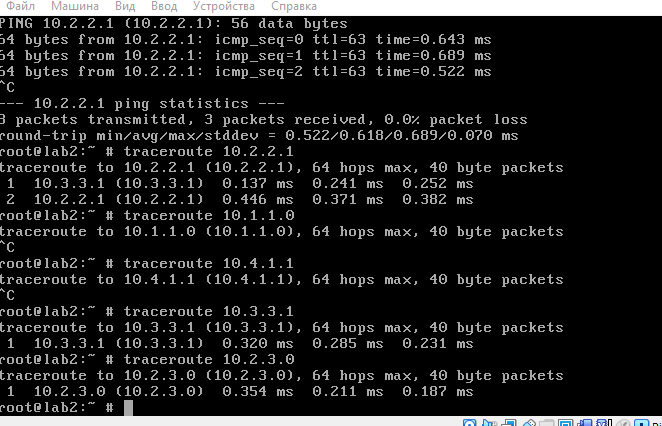 Файл Машина Вид Ввод Устройства Справка
PING 10.2.2.1 (10.2.2.1): 56 data bytes
64 bytes from 10.2.2.1: icmp_seq=0 ttl=63 time=0.643 ms
64 bytes from 10.2.2.1: icmp_seq=1 ttl=63 time=0.689 ms
64 bytes from 10.2.2.1: icmp_seq=2 ttl=63 time=0.522 ms
^C
--- 10.2.2.1 ping statistics ---
3 packets transmitted, 3 packets received, 0.0% packet loss
round-trip min/avg/max/stddev = 0.522/0.618/0.689/0.070 ms
root@lab2:~ # traceroute 10.2.2.1
traceroute to 10.2.2.1 (10.2.2.1), 64 hops max, 40 byte packets
1 10.3.3.1 (10.3.3.1) 0.137 ms 0.241 ms 0.252 ms
2 10.2.2.1 (10.2.2.1) 0.446 ms 0.371 ms 0.382 ms
root@lab2:~ # traceroute 10.1.1.0
traceroute to 10.1.1.0 (10.1.1.0), 64 hops max, 40 byte packets
^C
root@lab2:~ # traceroute 10.4.1.1
traceroute to 10.4.1.1 (10.4.1.1), 64 hops max, 40 byte packets
^C
root@lab2:~ # traceroute 10.3.3.1
traceroute to 10.3.3.1 (10.3.3.1), 64 hops max, 40 byte packets
1 10.3.3.1 (10.3.3.1) 0.320 ms 0.285 ms 0.231 ms
root@lab2:~ # traceroute 10.2.3.0
traceroute to 10.2.3.0 (10.2.3.0), 64 hops max, 40 byte packets
1 10.2.3.0 (10.2.3.0) 0.354 ms 0.211 ms 0.187 ms
root@lab2:~ #